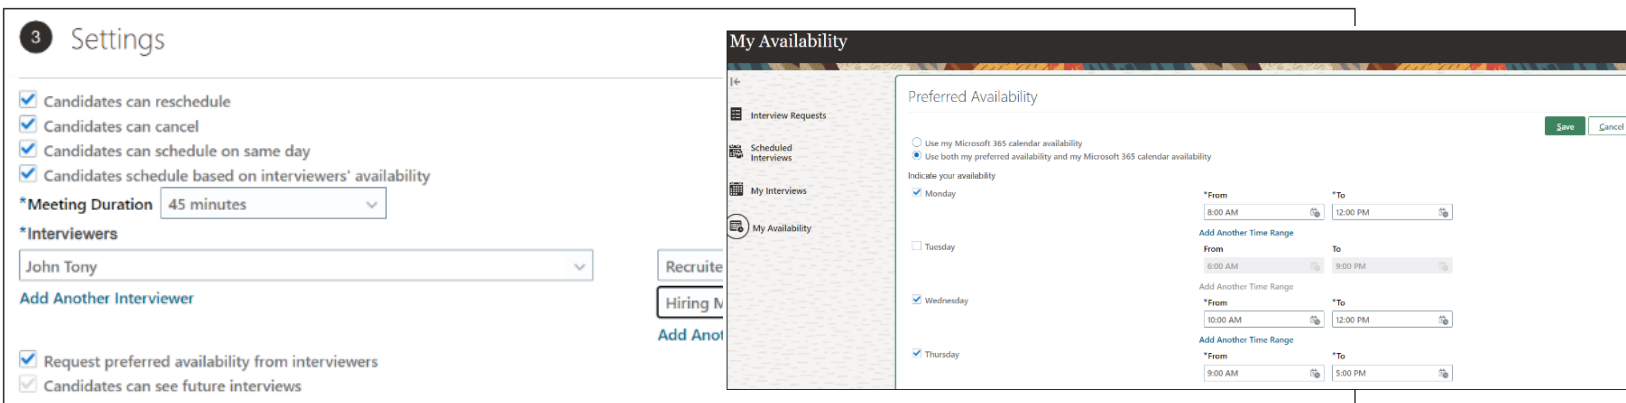 3 Settings
Candidates can reschedule
Candidates can cancel
Candidates can schedule on same day
Candidates schedule based on interviewers' availability
*Meeting Duration 45 minutes
*Interviewers
John Tony
Add Another Interviewer
Recruite
Hiring M
Add Anot
Request preferred availability from interviewers
Candidates can see future interviews
My Availability
Interview Requests
Scheduled
Interviews
My Interviews
My Availability
Preferred Availability
Save Cancel
Use my Microsoft 365 calendar availability
Use both my preferred availability and my Microsoft 365 calendar availability
Indicate your availability
Monday
*From *To
8:00 AM 12:00 PM
Add Another Time Range
Tuesday
From To
6:00 AM 9:00 PM
Add Another Time Range
Wednesday
*From *To
10:00 AM 12:00 PM
Add Another Time Range
Thursday
*From *To
9:00 AM 5:00 PM